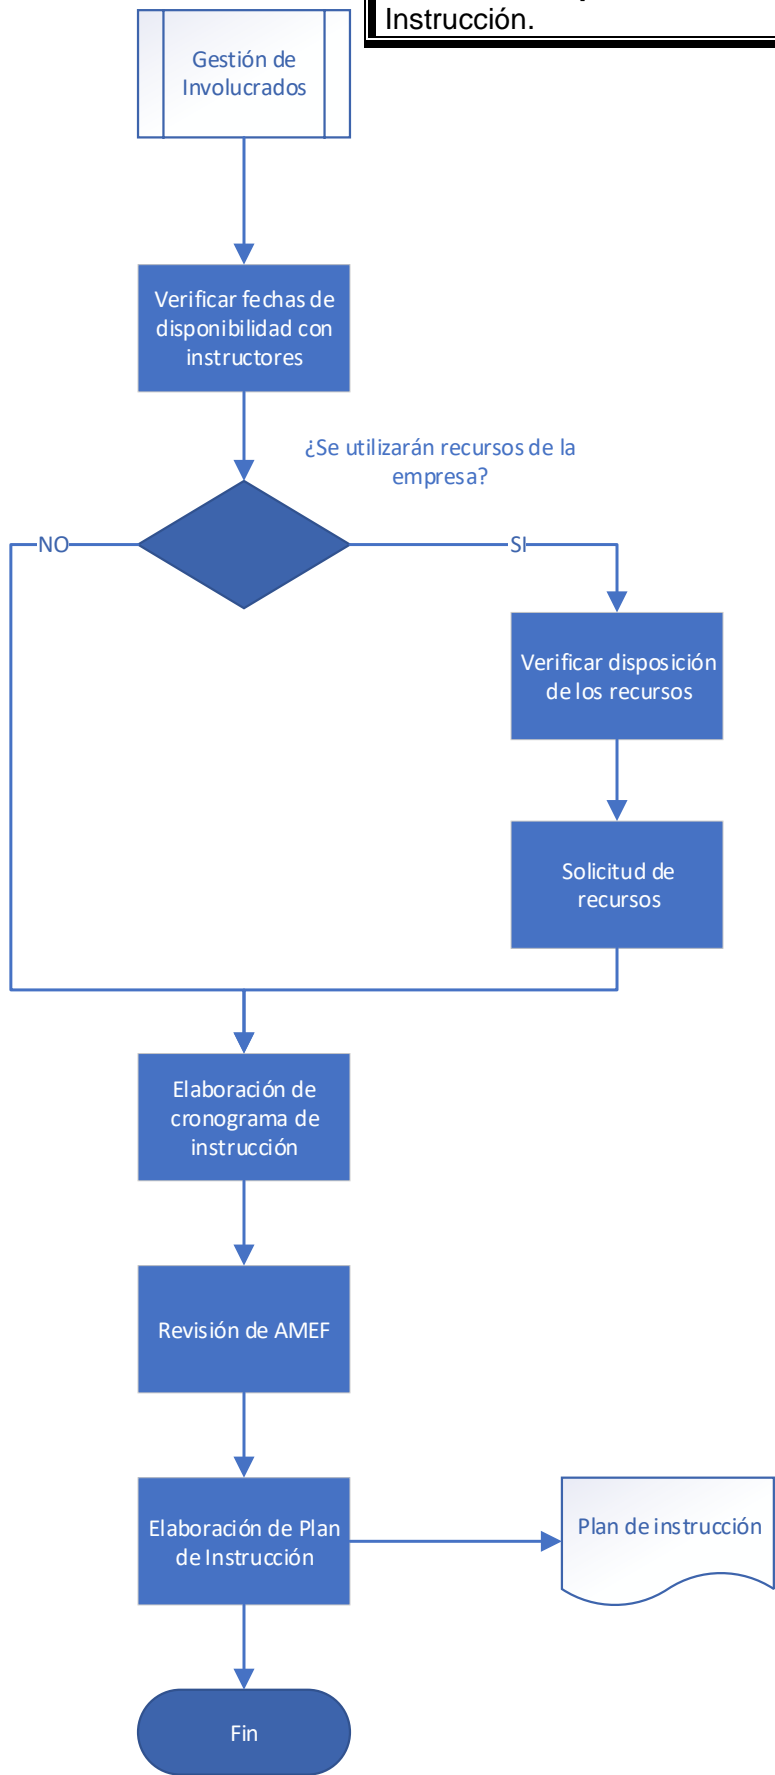 Instrucción.
Gestión de
Involucrados
Verificar fechas de
disponibilidad con
instructores
¿Se utilizarán recursos de la
empresa?
NO
SI
Verificar disposición
de los recursos
Solicitud de
recursos
Elaboración de
cronograma de
instrucción
Revisión de AMEF
Elaboración de Plan
de Instrucción
Plan de instrucción
Fin